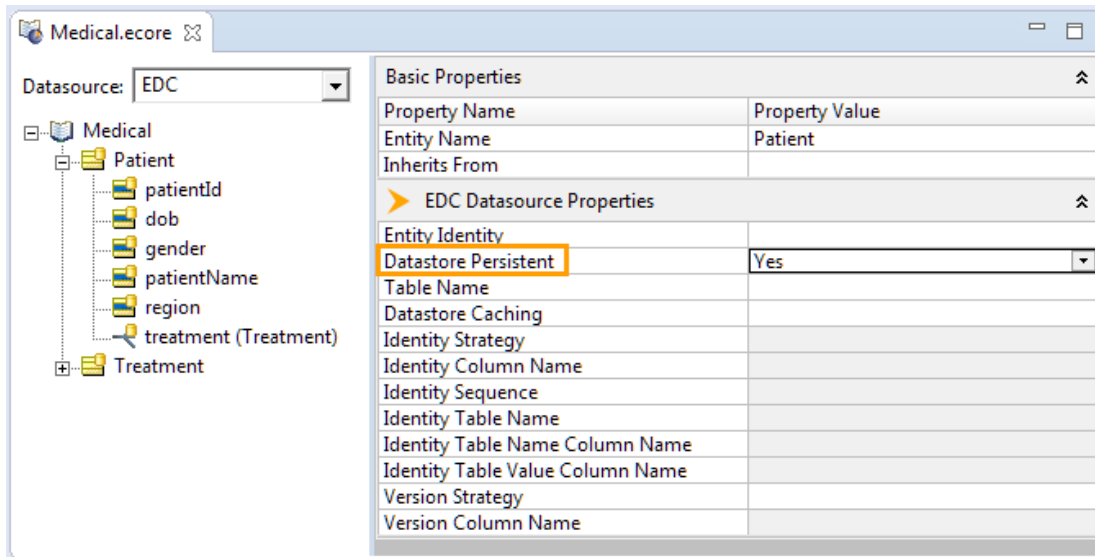 Medical.ecore
Datasource: EDC
Medical
Patient
patientId
dob
gender
patientName
region
treatment (Treatment)
Treatment
Basic Properties
Property Name Property Value
Entity Name Patient
Inherits From
EDC Datasource Properties
Entity Identity
Datastore Persistent Yes
Table Name
Datastore Caching
Identity Strategy
Identity Column Name
Identity Sequence
Identity Table Name
Identity Table Name Column Name
Identity Table Value Column Name
Version Strategy
Version Column Name